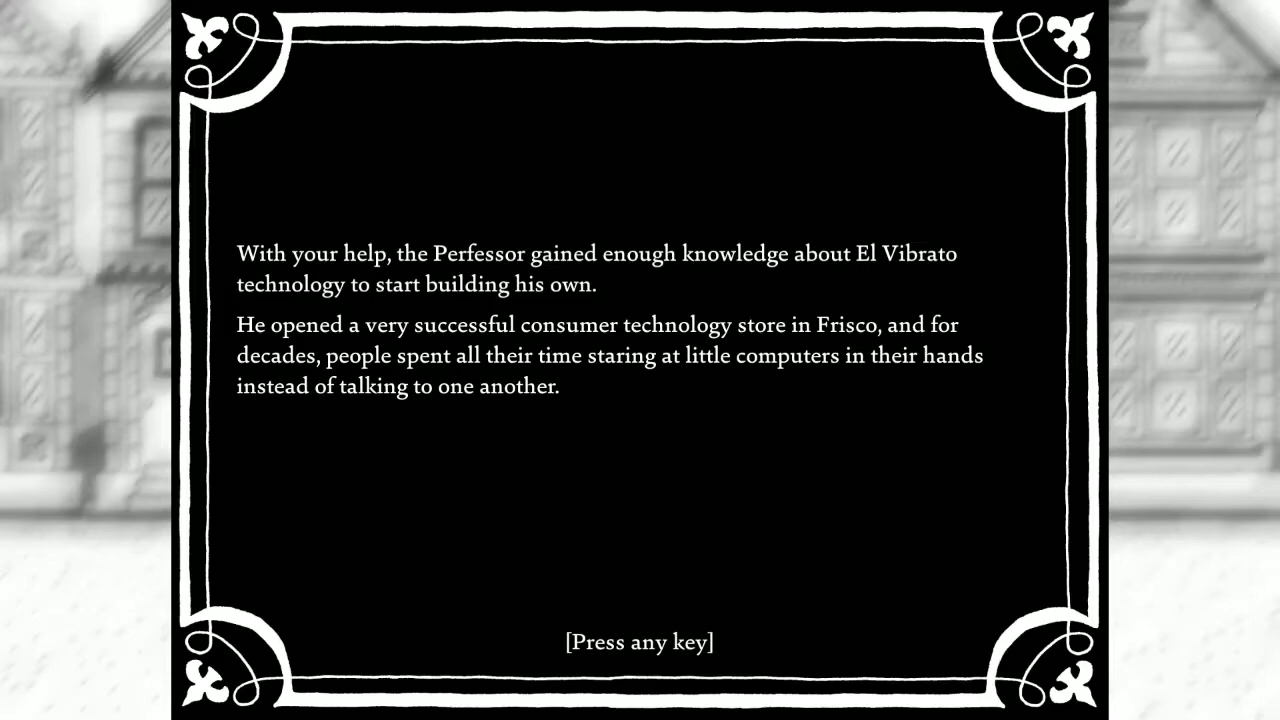 With your help, the Perfessor gained enough knowledge about El Vibrato
technology to start building his own.
He opened a very successful consumer technology store in Frisco, and for
decades, people spent all their time staring at little computers in their hands
instead of talking to one another.
[Press any key]